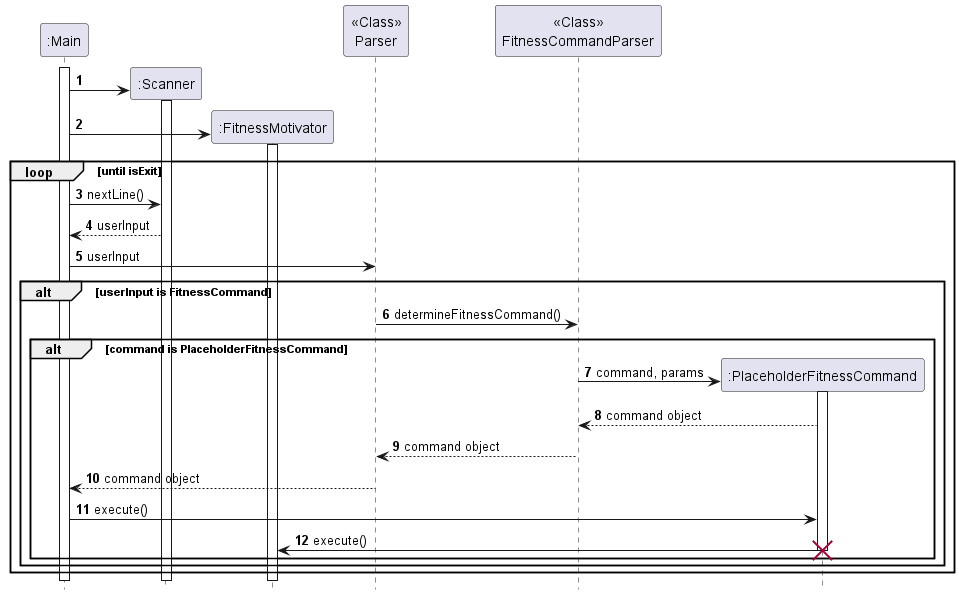 «Class»
Parser
«Class»
FitnessCommandParser
:Main
1
:Scanner
2
:FitnessMotivator
loop [until isExit]
3 nextLine()
4 userInput
5 userInput
alt [userInput is FitnessCommand]
6 determineFitnessCommand()
alt [command is PlaceholderFitnessCommand]
7 command, params
:PlaceholderFitnessCommand
8 command object
9 command object
10 command object
11 execute()
12 execute()